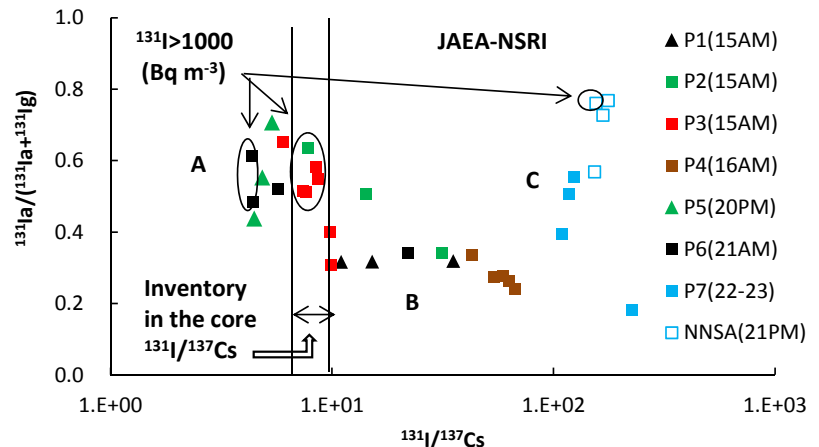 ¹³¹I>1000
(Bq m⁻³)
JAEA-NSRI
A
C
B
Inventory
in the core
¹³¹I/¹³⁷Cs
P1(15AM)
P2(15AM)
P3(15AM)
P4(16AM)
P5(20PM)
P6(21AM)
P7(22-23)
NNSA(21PM)
1.0
0.8
0.6
0.4
0.2
0.0
¹³¹Ia/(¹³¹Ia+¹³¹Ig)
1.E+00 1.E+01 1.E+02 1.E+03
¹³¹I/¹³⁷Cs